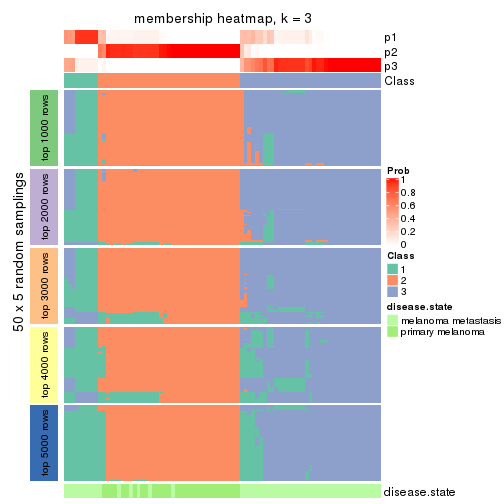 membership heatmap, k = 3
p1
p2
p3
Class
50 x 5 random samplings
top 1000 rows
top 2000 rows
top 3000 rows
top 4000 rows
top 5000 rows
Prob
1
0.8
0.6
0.4
0.2
0
Class
1
2
3
disease.state
melanoma metastasis
primary melanoma
disease.state